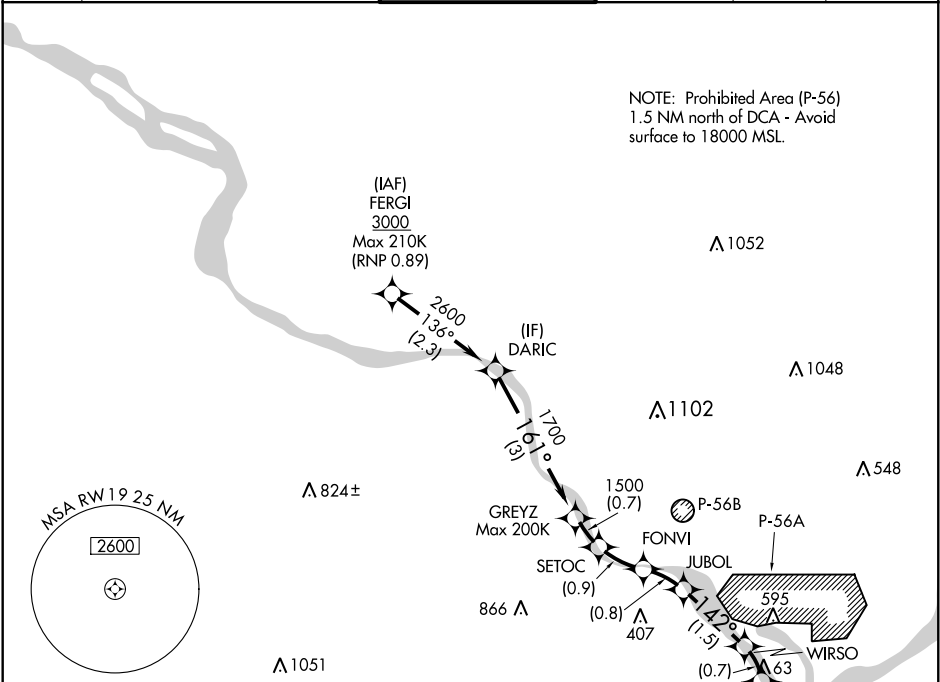 NOTE: Prohibited Area (P-56)
1.5 NM north of DCA - Avoid
surface to 18000 MSL.
(IAF)
FERGI
3000
Max 210K
(RNP 0.89)
1052
2600
136°
(2.3)
(IF)
DARIC
1048
1102
1700
161°
(3)
548
824±
MSA RW19 25 NM
2600
GREYZ
Max 200K
1500
(0.7)
P-56B
P-56A
FONVI
SETOC
JUBOL
(0.9)
(0.8)
866
407
595
142°
(1.5)
WIRSO
1051
(0.7)
63